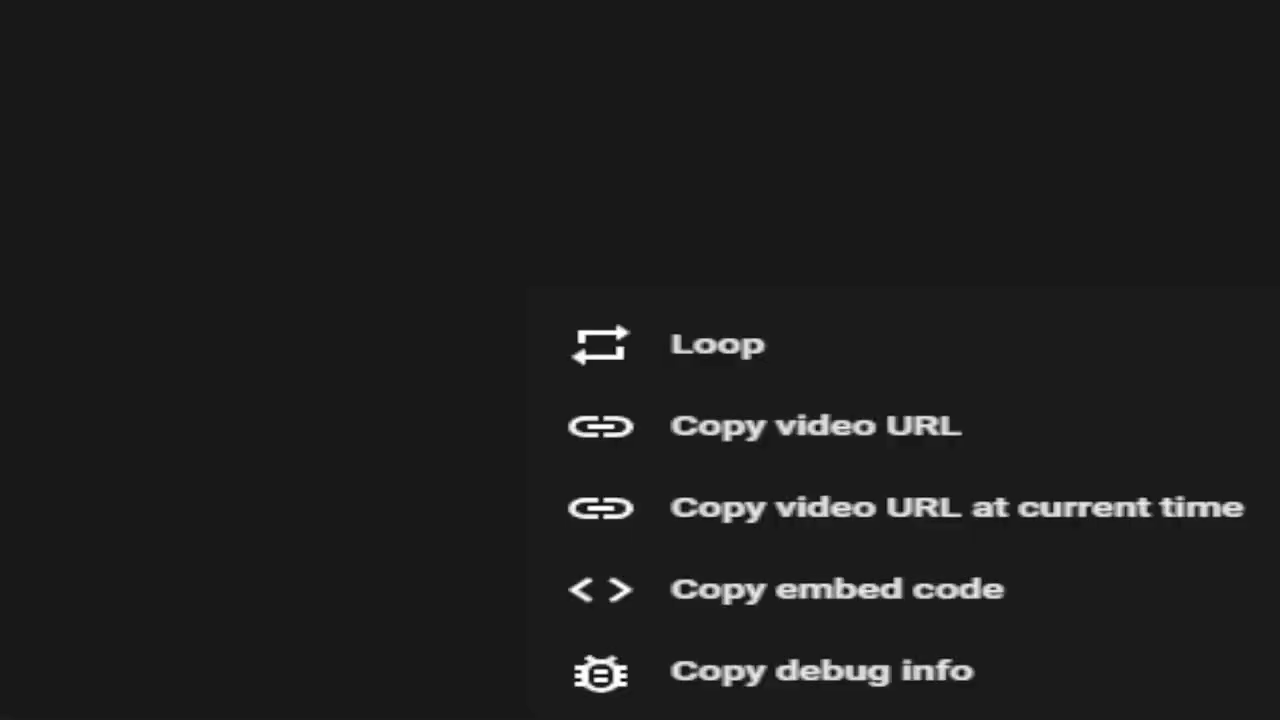 Loop
Copy video URL
Copy video URL at current time
Copy embed code
Copy debug info